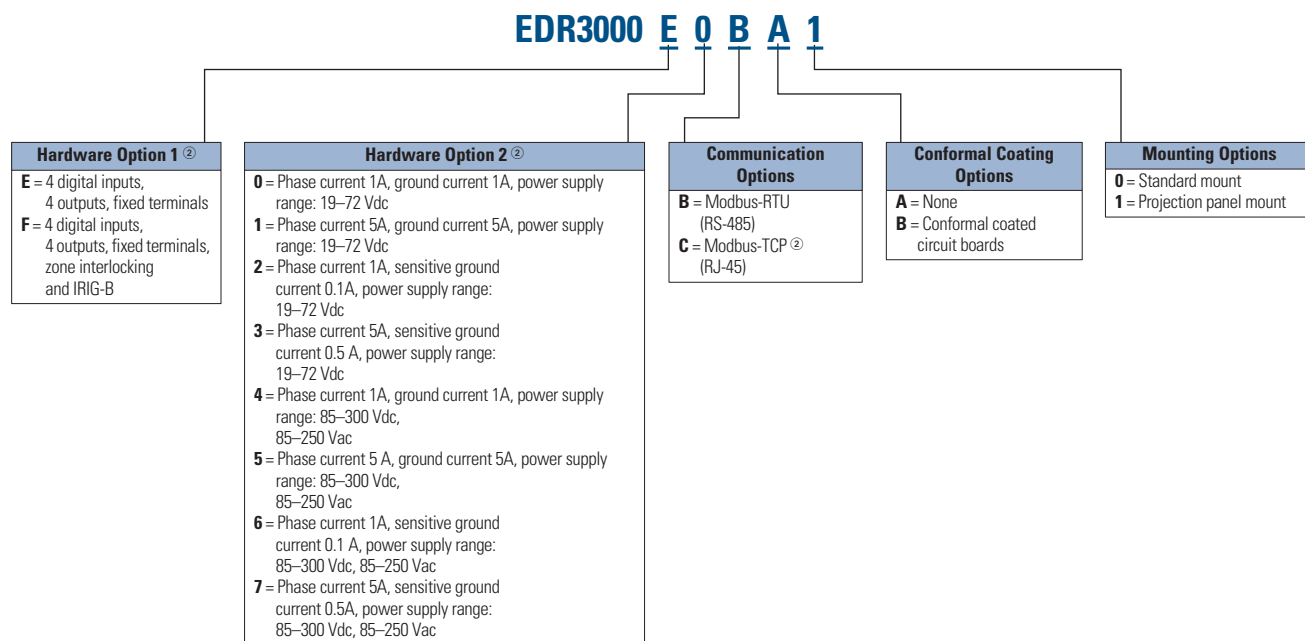 EDR3000 E 0 B A 1
Hardware Option 1 ②
E = 4 digital inputs,
4 outputs, fixed terminals
F = 4 digital inputs,
4 outputs, fixed terminals,
zone interlocking
and IRIG-B
Hardware Option 2 ②
0 = Phase current 1A, ground current 1A, power supply
range: 19–72 Vdc
1 = Phase current 5A, ground current 5A, power supply
range: 19–72 Vdc
2 = Phase current 1A, sensitive ground
current 0.1A, power supply range:
19–72 Vdc
3 = Phase current 5A, sensitive ground
current 0.5 A, power supply range:
19–72 Vdc
4 = Phase current 1A, ground current 1A, power supply
range: 85–300 Vdc,
85–250 Vac
5 = Phase current 5 A, ground current 5A, power supply
range: 85–300 Vdc,
85–250 Vac
6 = Phase current 1A, sensitive ground
current 0.1 A, power supply range:
85–300 Vdc, 85–250 Vac
7 = Phase current 5A, sensitive ground
current 0.5A, power supply range:
85–300 Vdc, 85–250 Vac
Communication
Options
B = Modbus-RTU
(RS-485)
C = Modbus-TCP ②
(RJ-45)
Conformal Coating
Options
A = None
B = Conformal coated
circuit boards
Mounting Options
0 = Standard mount
1 = Projection panel mount